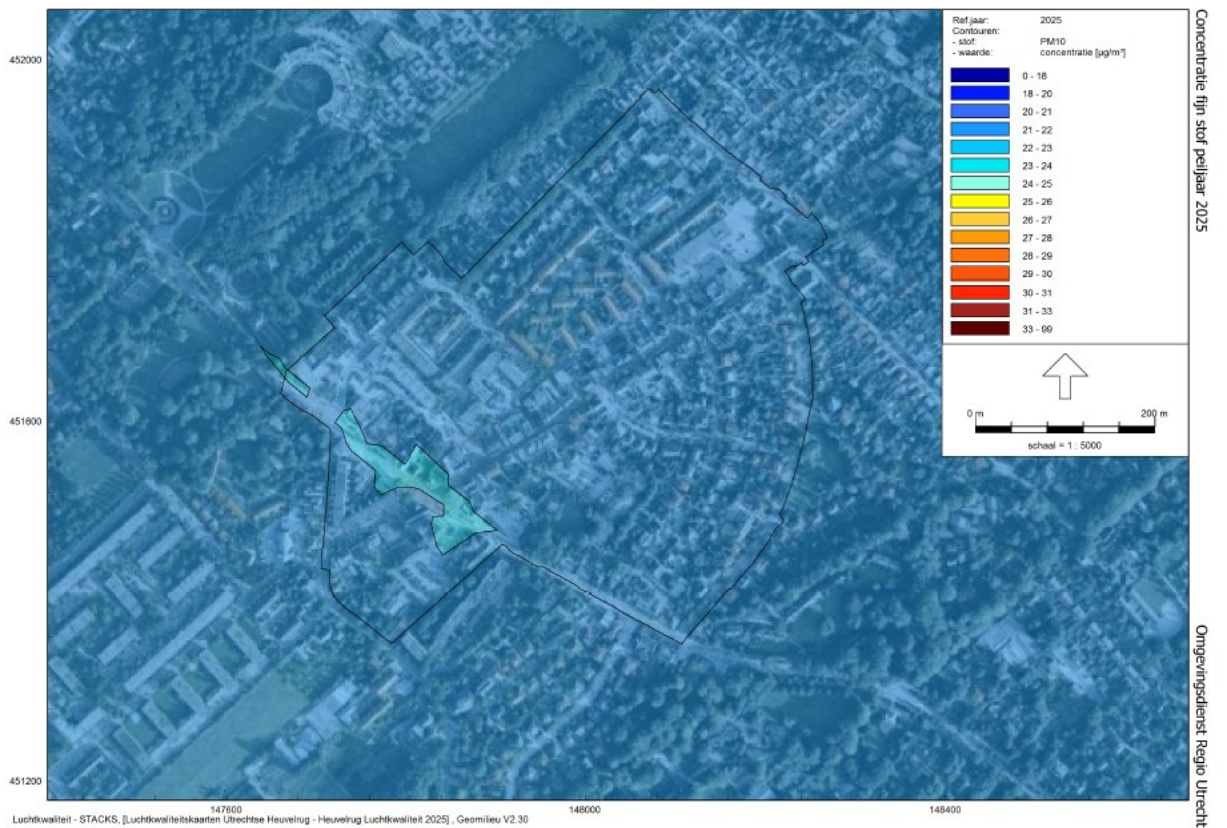 Ref.jaar: 2025
Contouren:
- stof: PM10
- waarde: concentratie [µg/m³]
0 - 18
18 - 20
20 - 21
21 - 22
22 - 23
23 - 24
24 - 25
25 - 26
26 - 27
27 - 28
28 - 29
29 - 30
30 - 31
31 - 33
33 - 99
0 m 200 m
schaal = 1 : 5000
Concentratie fijn stof peiljaar 2025
Omgevingsdienst Regio Utrecht
452000
451600
451200
147600 148000 148400
Luchtkwaliteit - STACKS, [Luchtkwaliteitskaarten Utrechtse Heuvelrug - Heuvelrug Luchtkwaliteit 2025] , Geomilieu V2.30